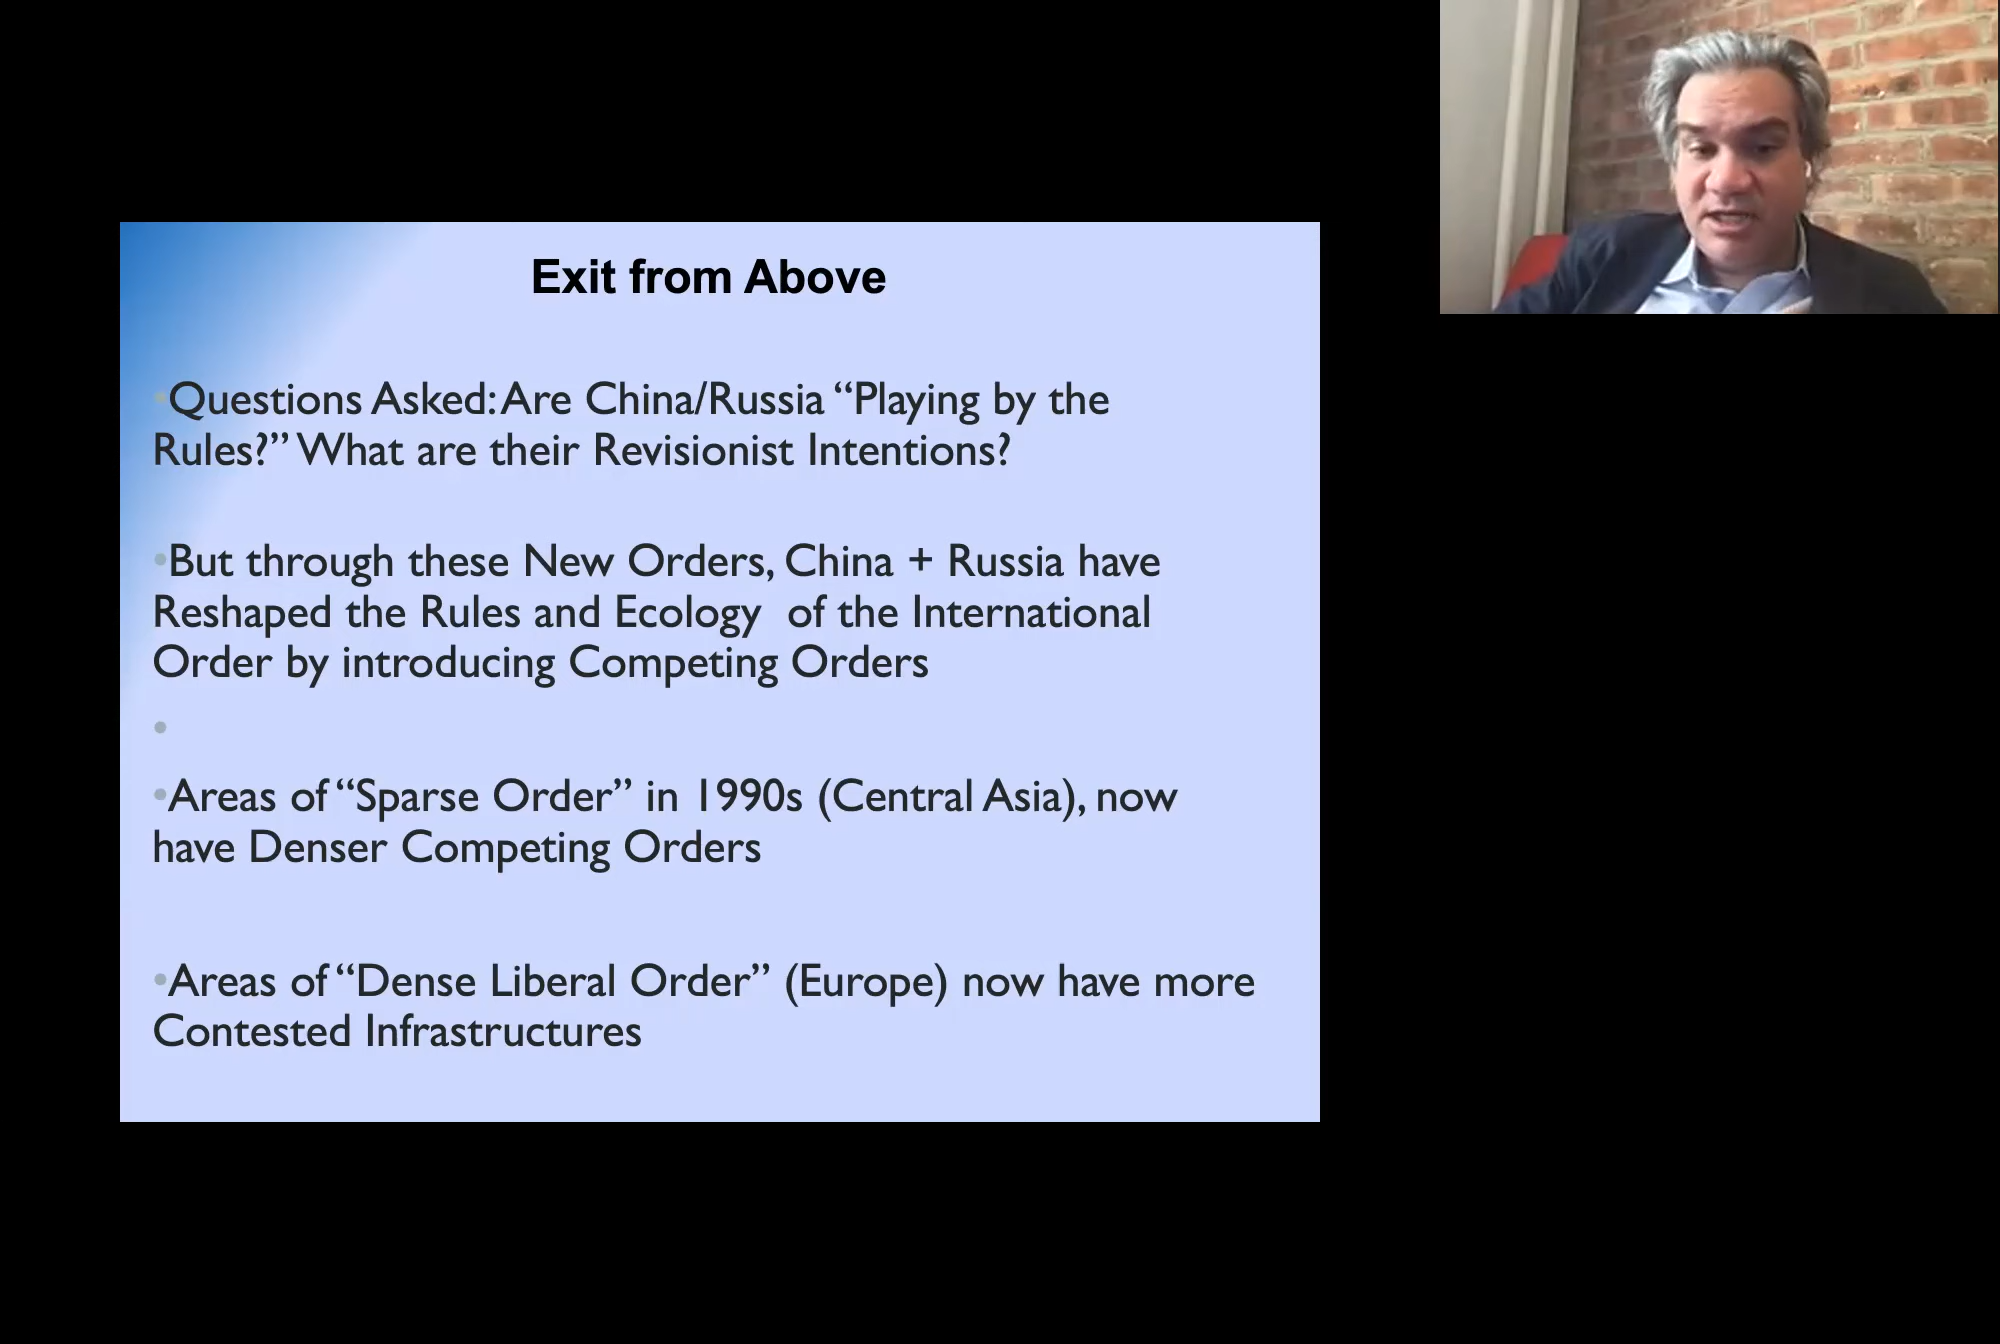 Exit from Above
•Questions Asked: Are China/Russia “Playing by the
Rules?” What are their Revisionist Intentions?
•But through these New Orders, China + Russia have
Reshaped the Rules and Ecology  of the International
Order by introducing Competing Orders
•
•Areas of “Sparse Order” in 1990s (Central Asia), now
have Denser Competing Orders
•Areas of “Dense Liberal Order” (Europe) now have more
Contested Infrastructures